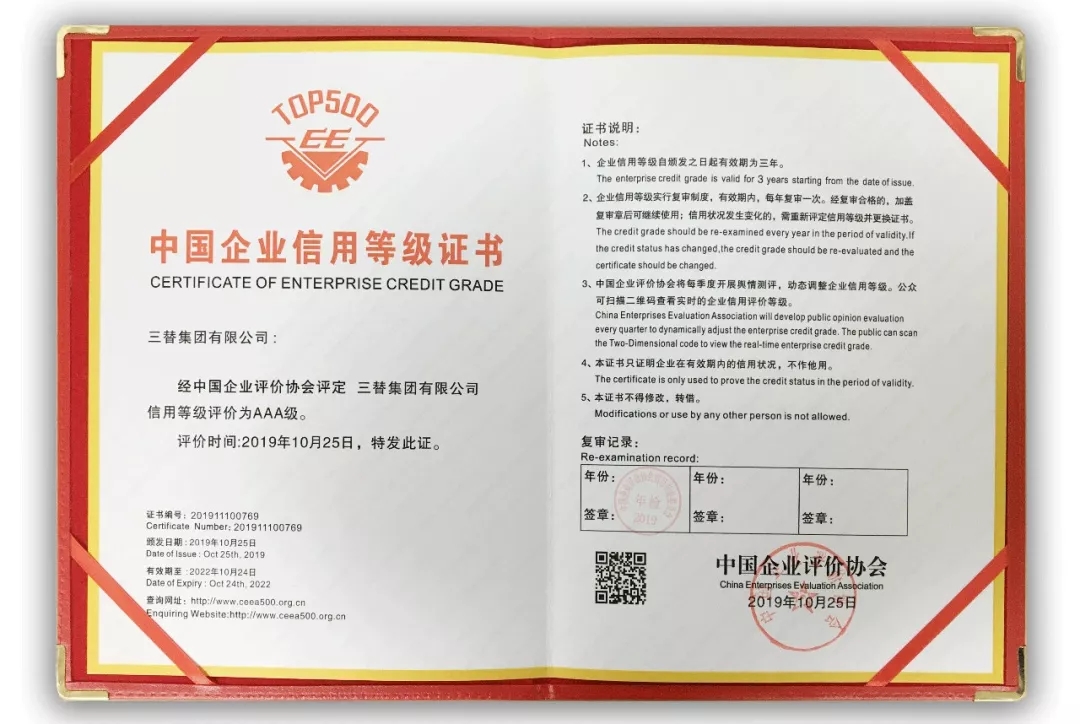 TOP500
EE
中国企业信用等级证书
CERTIFICATE OF ENTERPRISE CREDIT GRADE
三替集团有限公司：
经中国企业评价协会评定 三替集团有限公司
信用等级评价为AAA级。
评价时间:2019年10月25日，特发此证。
证书编号：201911100769
Certificate Number: 201911100769
颁发日期：2019年10月25日
Date of Issue : Oct 25th, 2019
有效期至：2022年10月24日
Date of Expiry : Oct 24th, 2022
查询网址：http://www.ceea500.org.cn
Enquiring Website:http://www.ceea500.org.cn
证书说明：
Notes:
1、企业信用等级自颁发之日起有效期为三年。
The enterprise credit grade is valid for 3 years starting from the date of issue.
2、企业信用等级实行复审制度，有效期内，每年复审一次。经复审合格的，加盖
复审章后可继续使用；信用状况发生变化的，需重新评定信用等级并更换证书。
The credit grade should be re-examined every year in the period of validity.If
the credit status has changed,the credit grade should be re-evaluated and the
certificate should be changed.
3、中国企业评价协会将每季度开展舆情测评，动态调整企业信用等级。公众
可扫描二维码查看实时的企业信用评价等级。
China Enterprises Evaluation Association will develop public opinion evaluation
every quarter to dynamically adjust the enterprise credit grade. The public can scan
the Two-Dimensional code to view the real-time enterprise credit grade.
4、本证书只证明企业在有效期内的信用状况，不作他用。
The certificate is only used to prove the credit status in the period of validity.
5、本证书不得修改，转借。
Modifications or use by any other person is not allowed.
复审记录：
Re-examination record:
年份： 年份： 年份：
年检
2019
签章： 签章： 签章：
中国企业评价协会
China Enterprises Evaluation Association
2019年10月25日